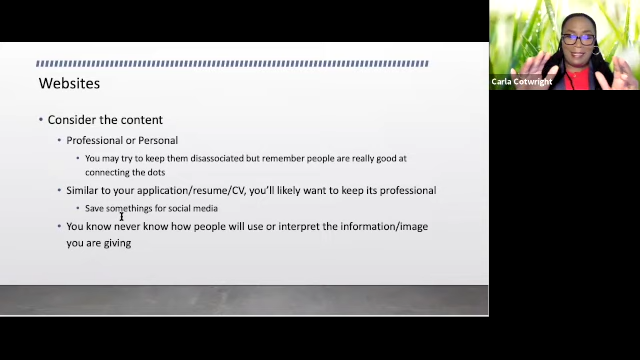 Websites
• Consider the content
• Professional or Personal
• You may try to keep them disassociated but remember people are really good at
connecting the dots
• Similar to your application/resume/CV, you'll likely want to keep its professional
• Save somethings for social media
• You know never know how people will use or interpret the information/image
you are giving
Carla Cotwright